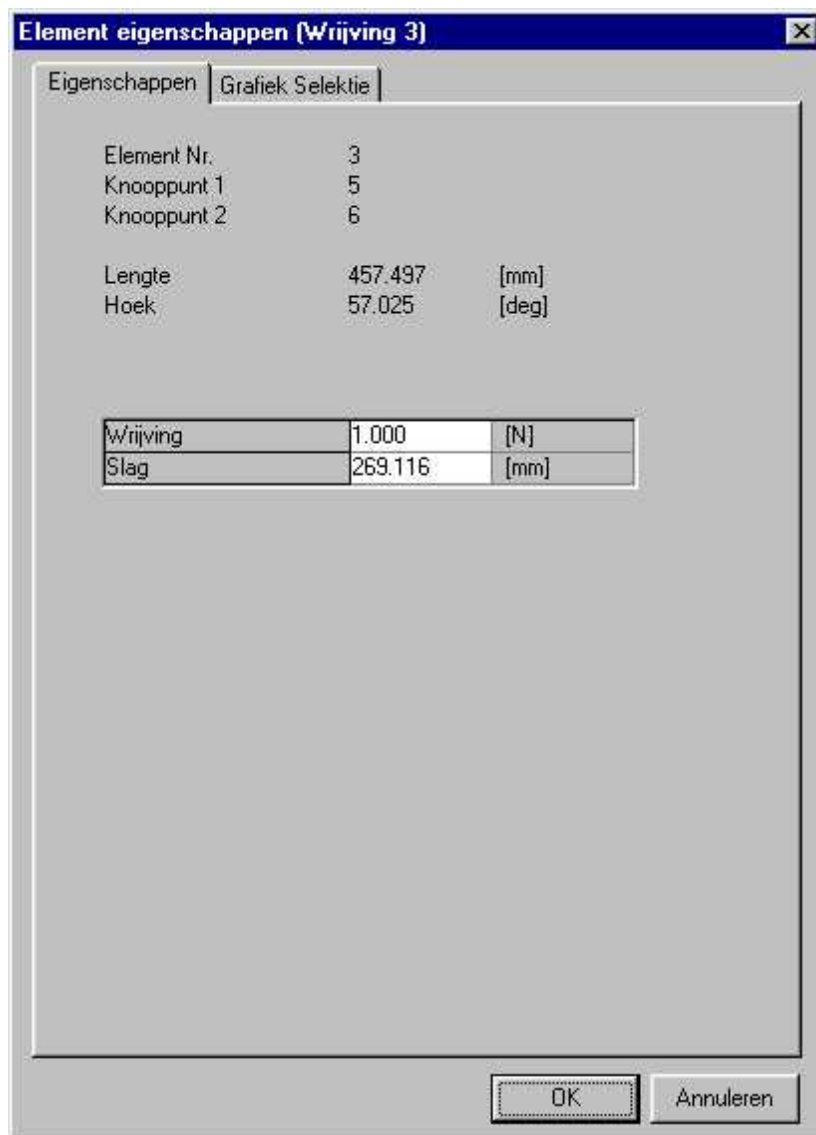 Element eigenschappen (Wrijving 3)
Eigenschappen Grafiek Selektie
Element Nr. 3
Knooppunt 1 5
Knooppunt 2 6
Lengte 457.497 [mm]
Hoek 57.025 [deg]
Wrijving 1.000 [N]
Slag 269.116 [mm]
OK Annuleren